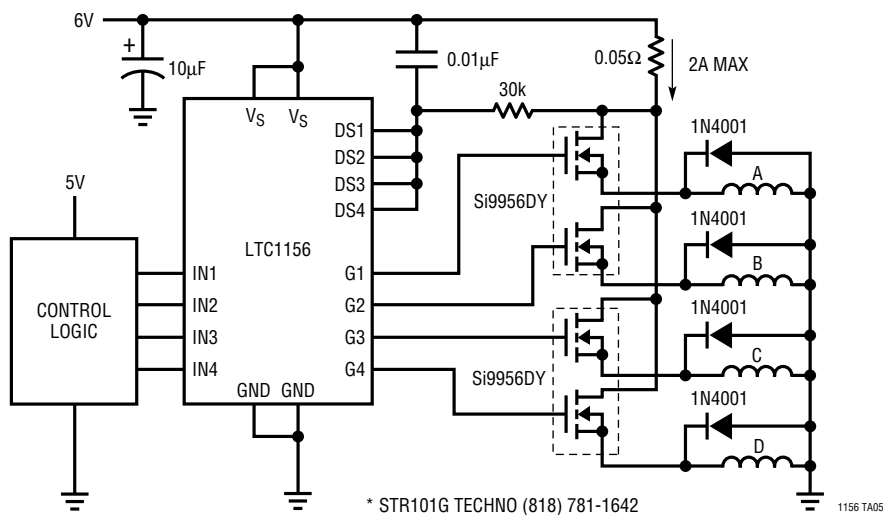 6V
+
10µF
0.01µF
0.05Ω
2A MAX
30k
VS
VS
DS1
DS2
DS3
DS4
1N4001
A
Si9956DY
5V
LTC1156
1N4001
B
CONTROL
LOGIC
IN1
IN2
IN3
IN4
G1
G2
G3
G4
1N4001
C
Si9956DY
GND
GND
1N4001
D
* STR101G TECHNO (818) 781-1642
1156 TA05